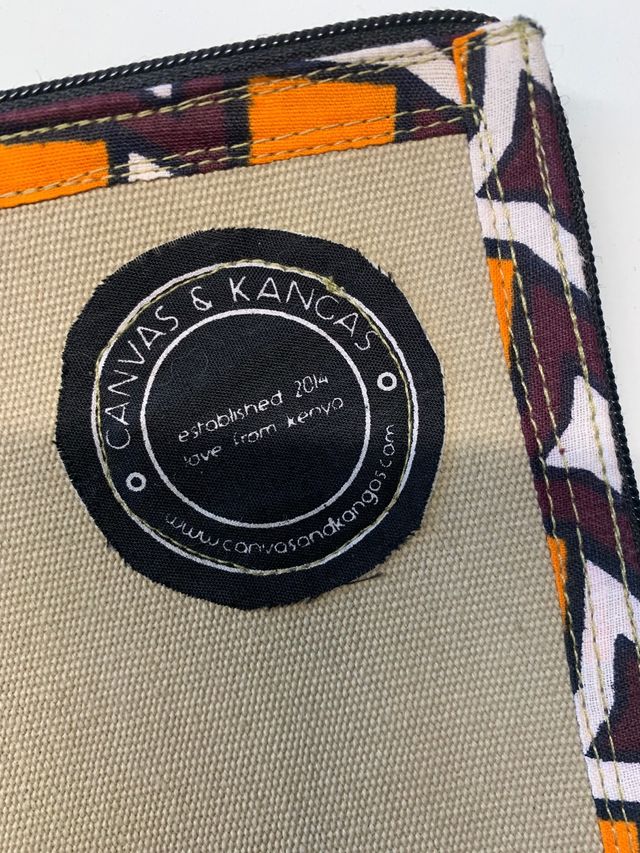 CANVAS & KANGAS
established 2014
love from kenya
www.canvasandkangas.com